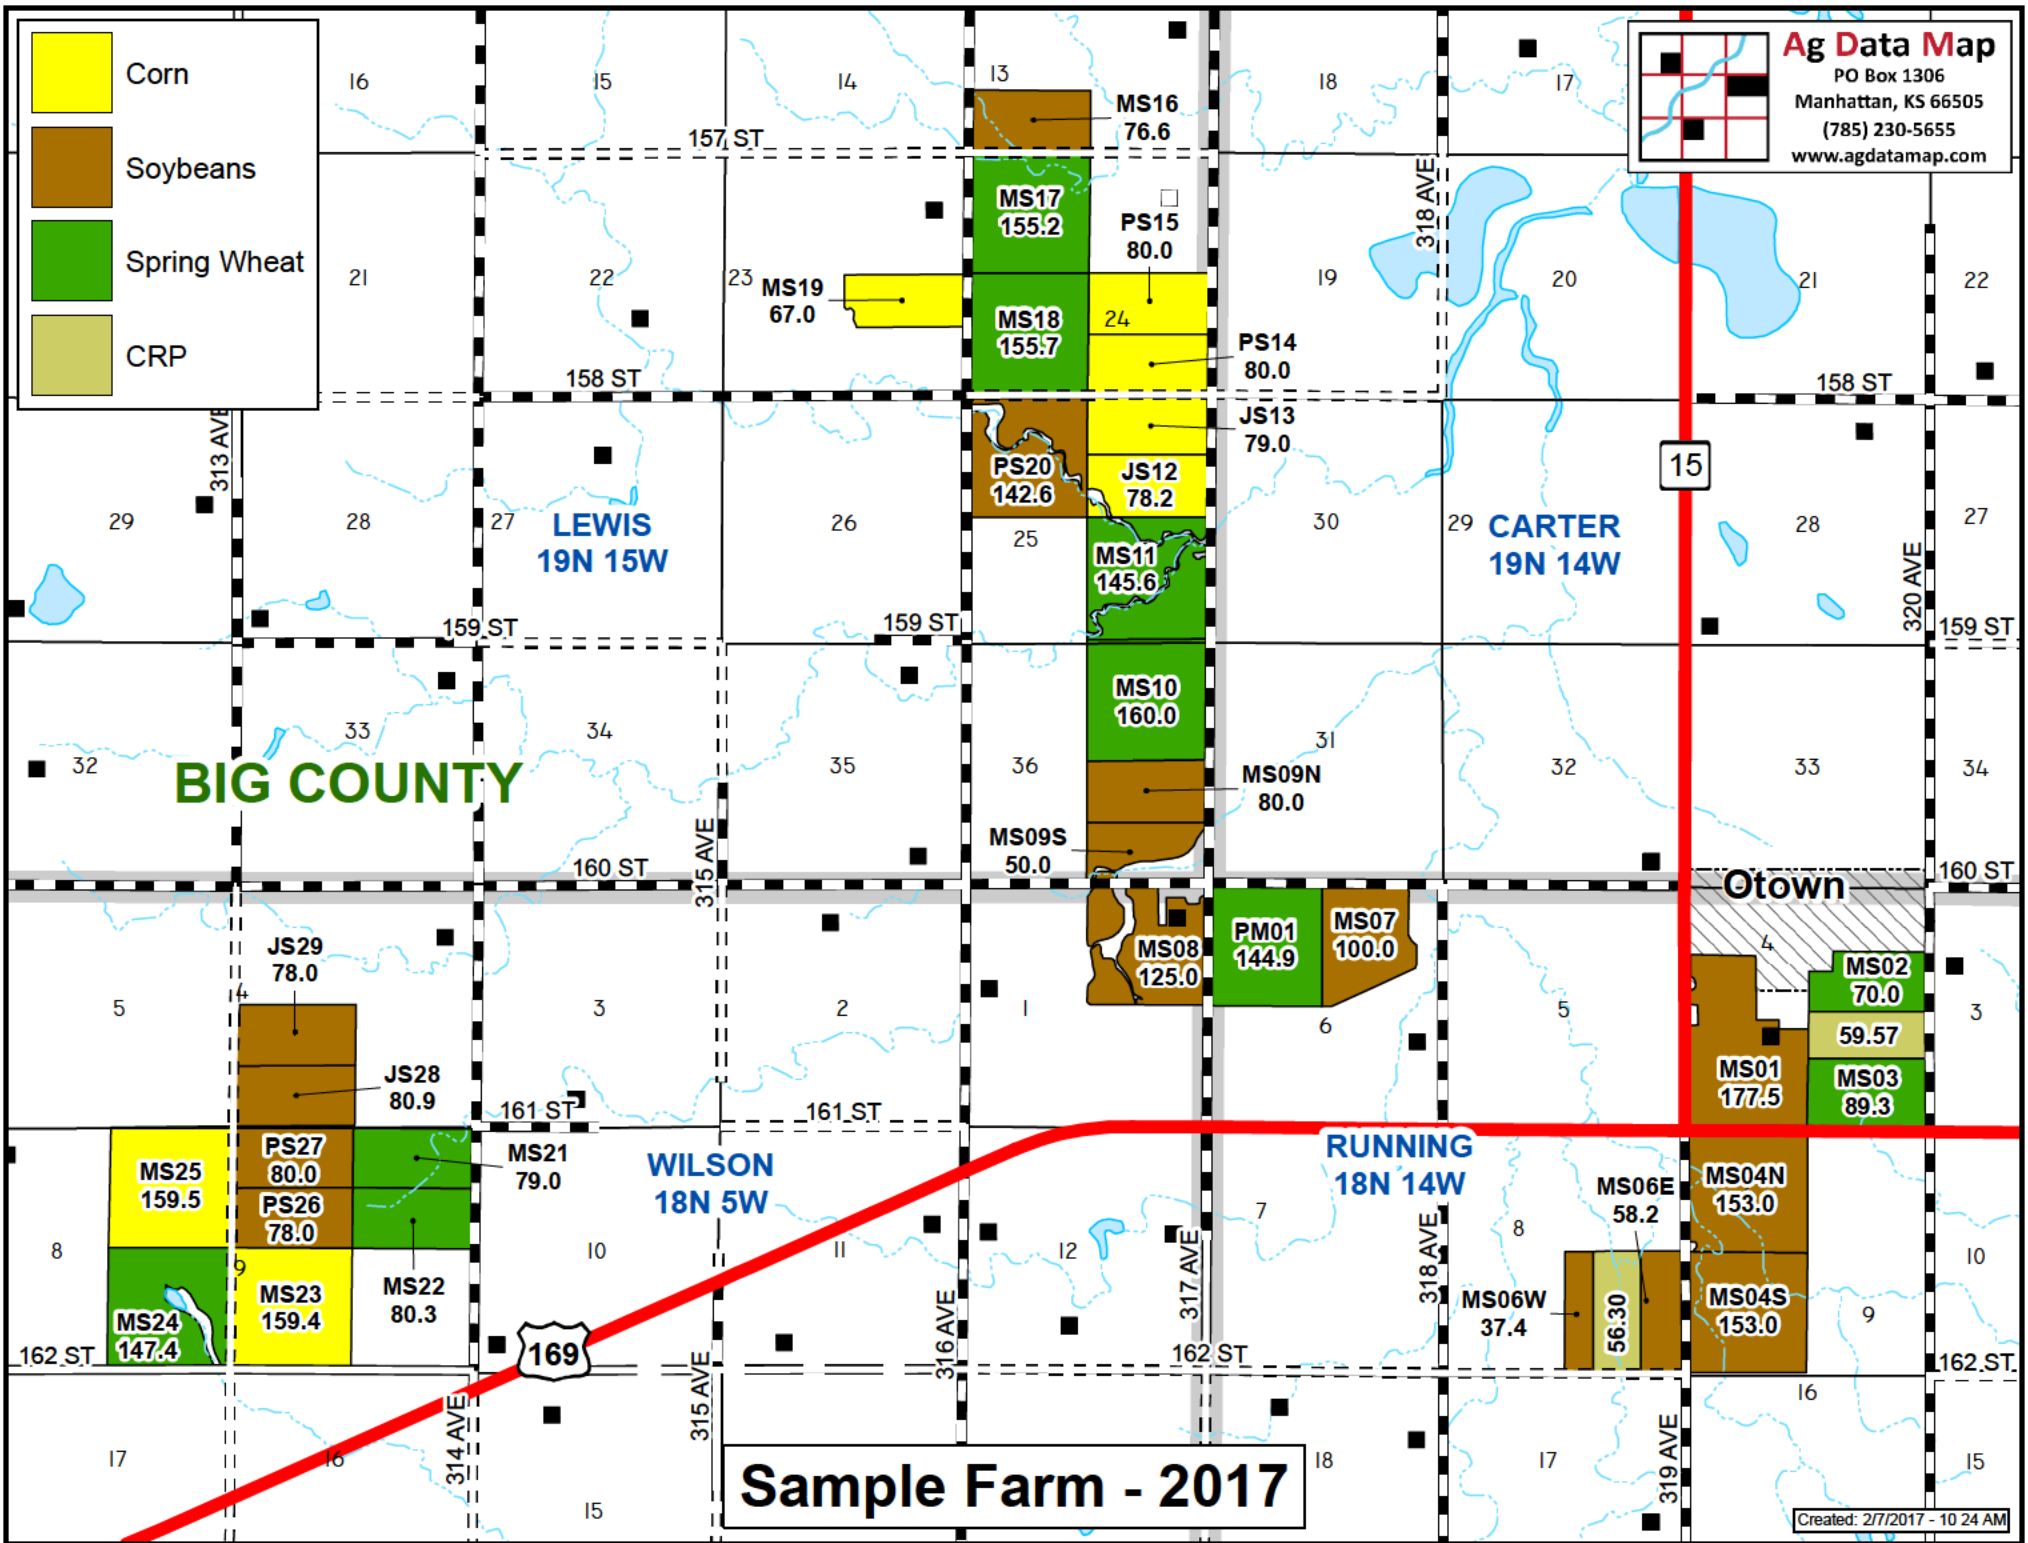 Corn
Soybeans
Spring Wheat
CRP
Ag Data Map
PO Box 1306
Manhattan, KS 66505
(785) 230-5655
www.agdatamap.com
16
15
14
13
18
17
157 ST
MS16
76.6
MS17
155.2
PS15
80.0
318 AVE
21
22
23
MS19
67.0
MS18
155.7
24
19
20
21
22
PS14
80.0
158 ST
158 ST
JS13
79.0
313 AVE
PS20
142.6
JS12
78.2
15
29
28
27
LEWIS
19N 15W
26
25
30
29
CARTER
19N 14W
28
27
MS11
145.6
320 AVE
159 ST
159 ST
159 ST
MS10
160.0
32
33
34
35
36
31
32
33
34
BIG COUNTY
MS09N
80.0
MS09S
50.0
315 AVE
160 ST
160 ST
Otown
JS29
78.0
MS08
125.0
PM01
144.9
MS07
100.0
4
MS02
70.0
5
4
3
2
1
6
5
3
59.57
JS28
80.9
MS01
177.5
MS03
89.3
161 ST
161 ST
MS25
159.5
PS27
80.0
MS21
79.0
WILSON
18N 5W
RUNNING
18N 14W
PS26
78.0
MS04N
153.0
MS06E
58.2
8
9
10
11
12
7
8
9
10
MS24
147.4
MS23
159.4
MS22
80.3
317 AVE
318 AVE
316 AVE
MS06W
37.4
56.30
MS04S
153.0
162 ST
169
162 ST
162 ST
315 AVE
314 AVE
319 AVE
17
16
15
18
17
16
15
Sample Farm - 2017
Created: 2/7/2017 - 10 24 AM